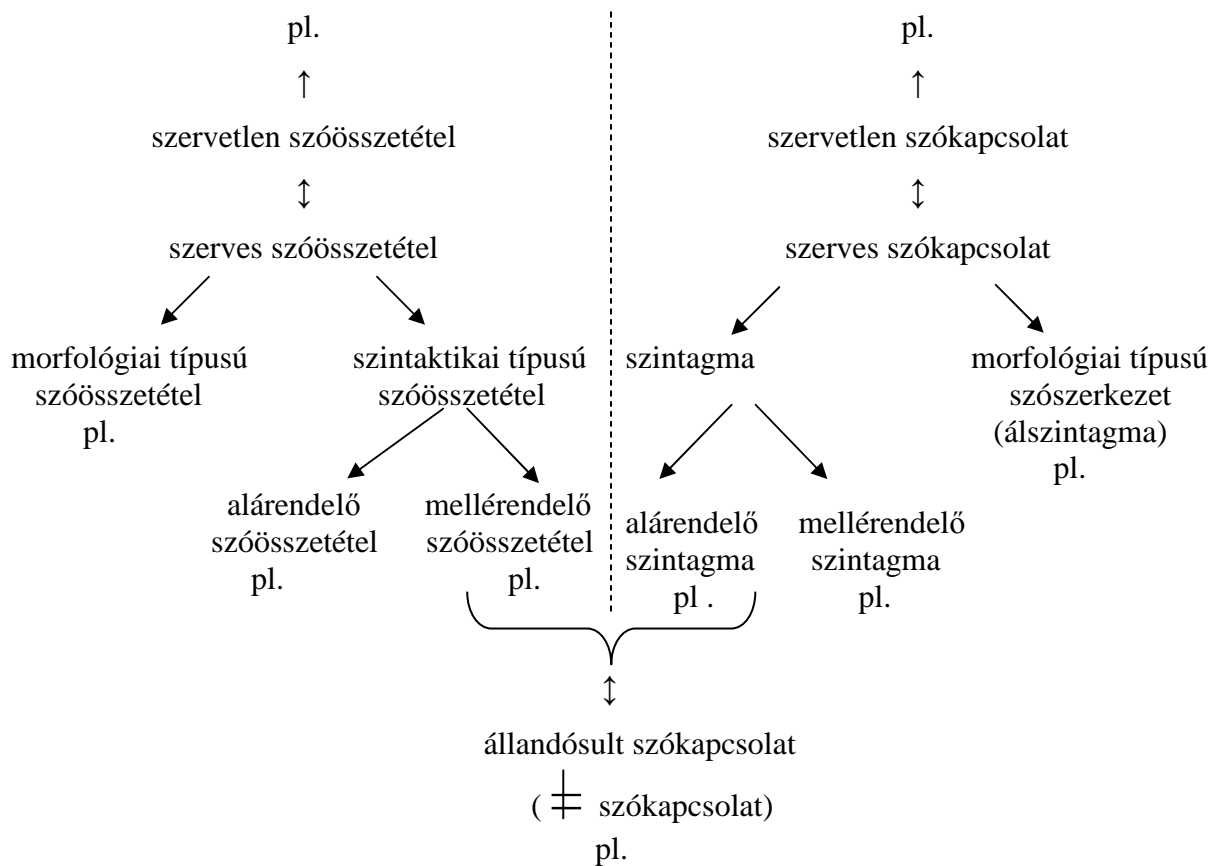 pl.
pl.
↑
↑
szervetlen szóösszetétel
szervetlen szókapcsolat
↕
↕
szerves szóösszetétel
szerves szókapcsolat
morfológiai típusú
szóösszetétel
pl.
szintaktikai típusú
szóösszetétel
szintagma
morfológiai típusú
szószerkezet
(álszintagma)
pl.
alárendelő
szóösszetétel
pl.
mellérendelő
szóösszetétel
pl.
alárendelő
szintagma
pl .
mellérendelő
szintagma
pl.
↕
állandósult szókapcsolat
( ≠ szókapcsolat)
pl.